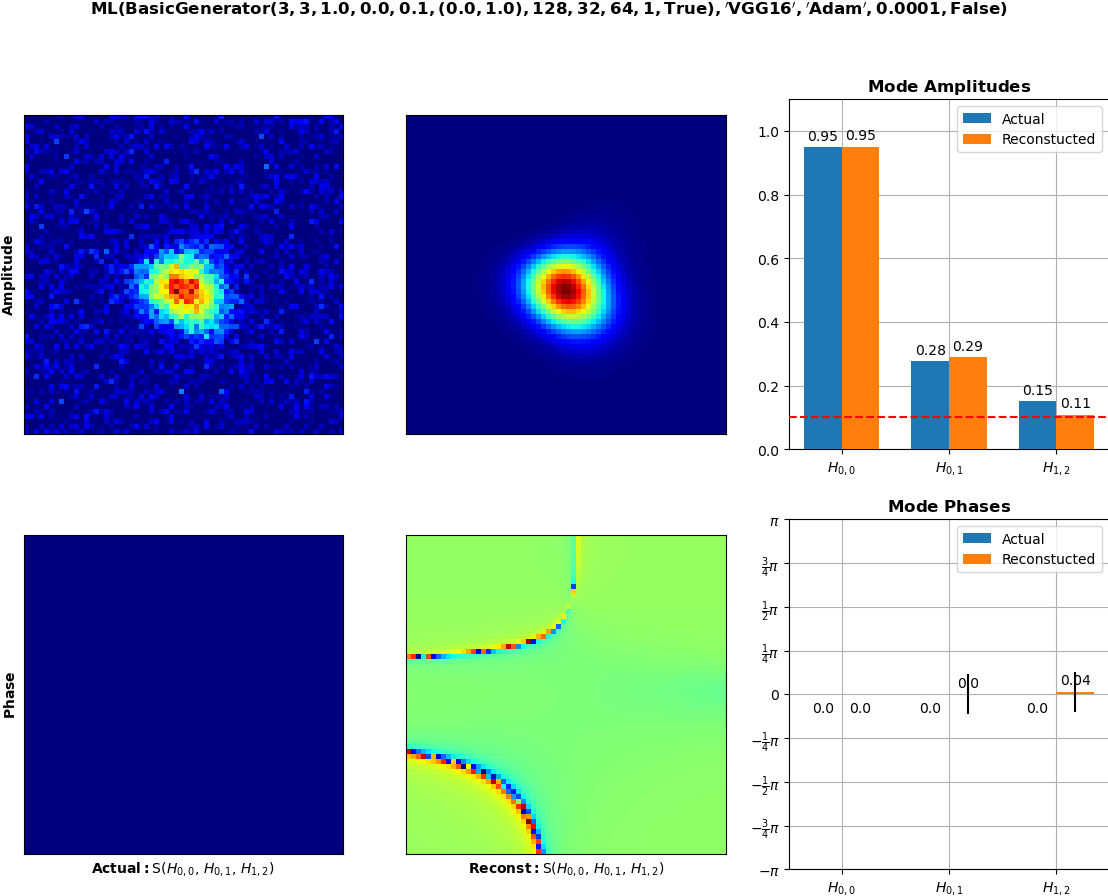 ML(BasicGenerator(3, 3, 1.0, 0.0, 0.1, (0.0, 1.0), 128, 32, 64, 1, True), ′VGG16′, ′Adam′, 0.0001, False)
Amplitude
Mode Amplitudes
Actual
Reconstucted
1.0
0.8
0.6
0.4
0.2
0.0
0.95 0.95
0.28 0.29
0.15 0.11
H0,0 H0,1 H1,2
Phase
Actual: S(H0,0, H0,1, H1,2)
Reconst: S(H0,0, H0,1, H1,2)
Mode Phases
Actual
Reconstucted
π
3/4π
1/2π
1/4π
0
−1/4π
−1/2π
−3/4π
−π
0.0 0.0
0.0 0.0
0.0 0.04
H0,0 H0,1 H1,2